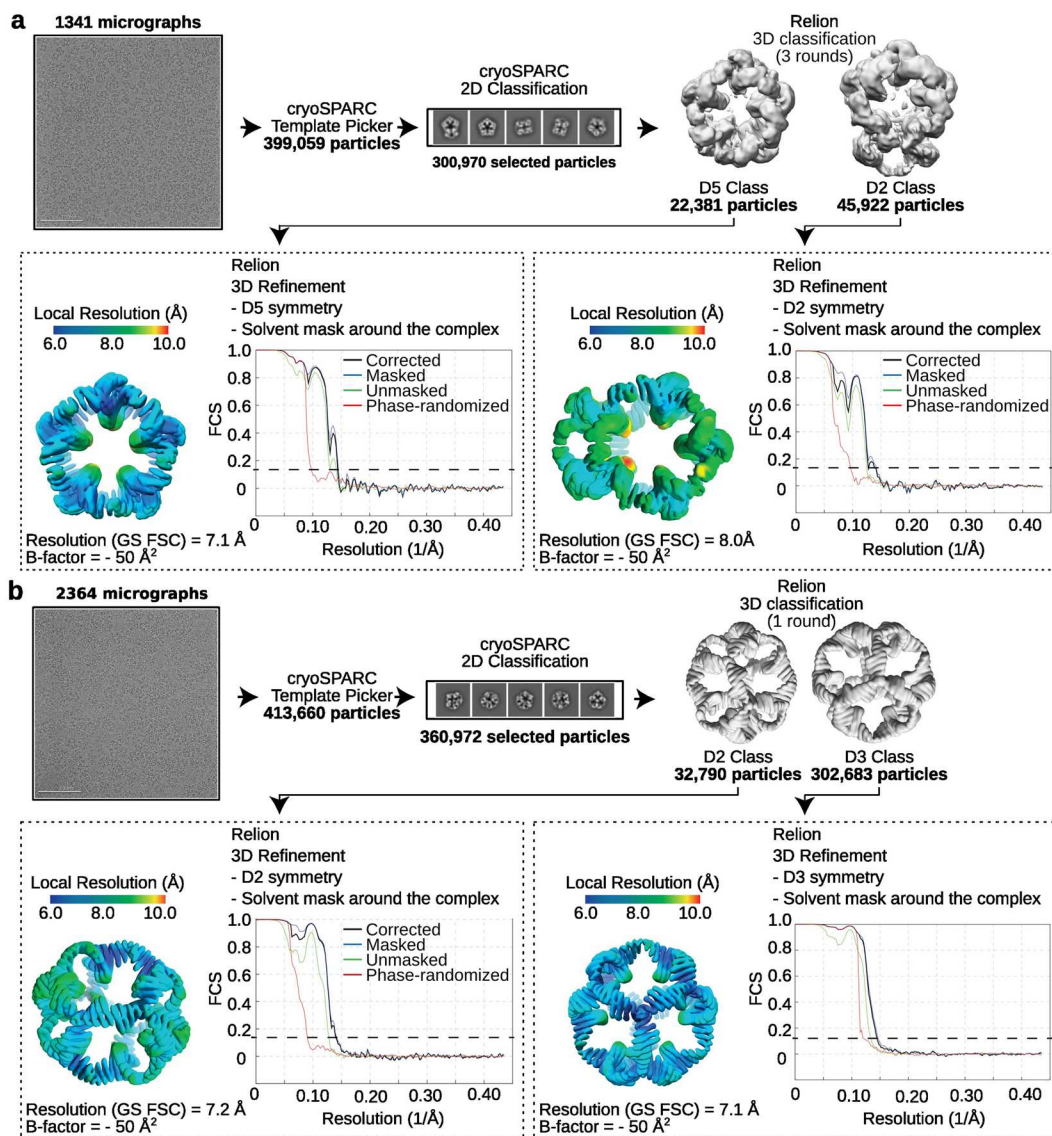 a
1341 micrographs
cryoSPARC
Template Picker
399,059 particles
cryoSPARC
2D Classification
300,970 selected particles
Relion
3D classification
(3 rounds)
D5 Class
22,381 particles
D2 Class
45,922 particles
Relion
3D Refinement
- D5 symmetry
- Solvent mask around the complex
Local Resolution (Å)
6.0 8.0 10.0
1.0
0.8
0.6
0.4
0.2
0
FCS
Corrected
Masked
Unmasked
Phase-randomized
0 0.10 0.20 0.30 0.40
Resolution (1/Å)
Resolution (GS FSC) = 7.1 Å
B-factor = - 50 Å²
Relion
3D Refinement
- D2 symmetry
- Solvent mask around the complex
Local Resolution (Å)
6.0 8.0 10.0
1.0
0.8
0.6
0.4
0.2
0
FCS
Corrected
Masked
Unmasked
Phase-randomized
0 0.10 0.20 0.30 0.40
Resolution (1/Å)
Resolution (GS FSC) = 8.0Å
B-factor = - 50 Å²
b
2364 micrographs
cryoSPARC
Template Picker
413,660 particles
cryoSPARC
2D Classification
360,972 selected particles
Relion
3D classification
(1 round)
D2 Class
32,790 particles
D3 Class
302,683 particles
Relion
3D Refinement
- D2 symmetry
- Solvent mask around the complex
Local Resolution (Å)
6.0 8.0 10.0
1.0
0.8
0.6
0.4
0.2
0
FCS
Corrected
Masked
Unmasked
Phase-randomized
0 0.10 0.20 0.30 0.40
Resolution (1/Å)
Resolution (GS FSC) = 7.2 Å
B-factor = - 50 Å²
Relion
3D Refinement
- D3 symmetry
- Solvent mask around the complex
Local Resolution (Å)
6.0 8.0 10.0
1.0
0.8
0.6
0.4
0.2
0
FCS
0 0.10 0.20 0.30 0.40
Resolution (1/Å)
Resolution (GS FSC) = 7.1 Å
B-factor = - 50 Å²